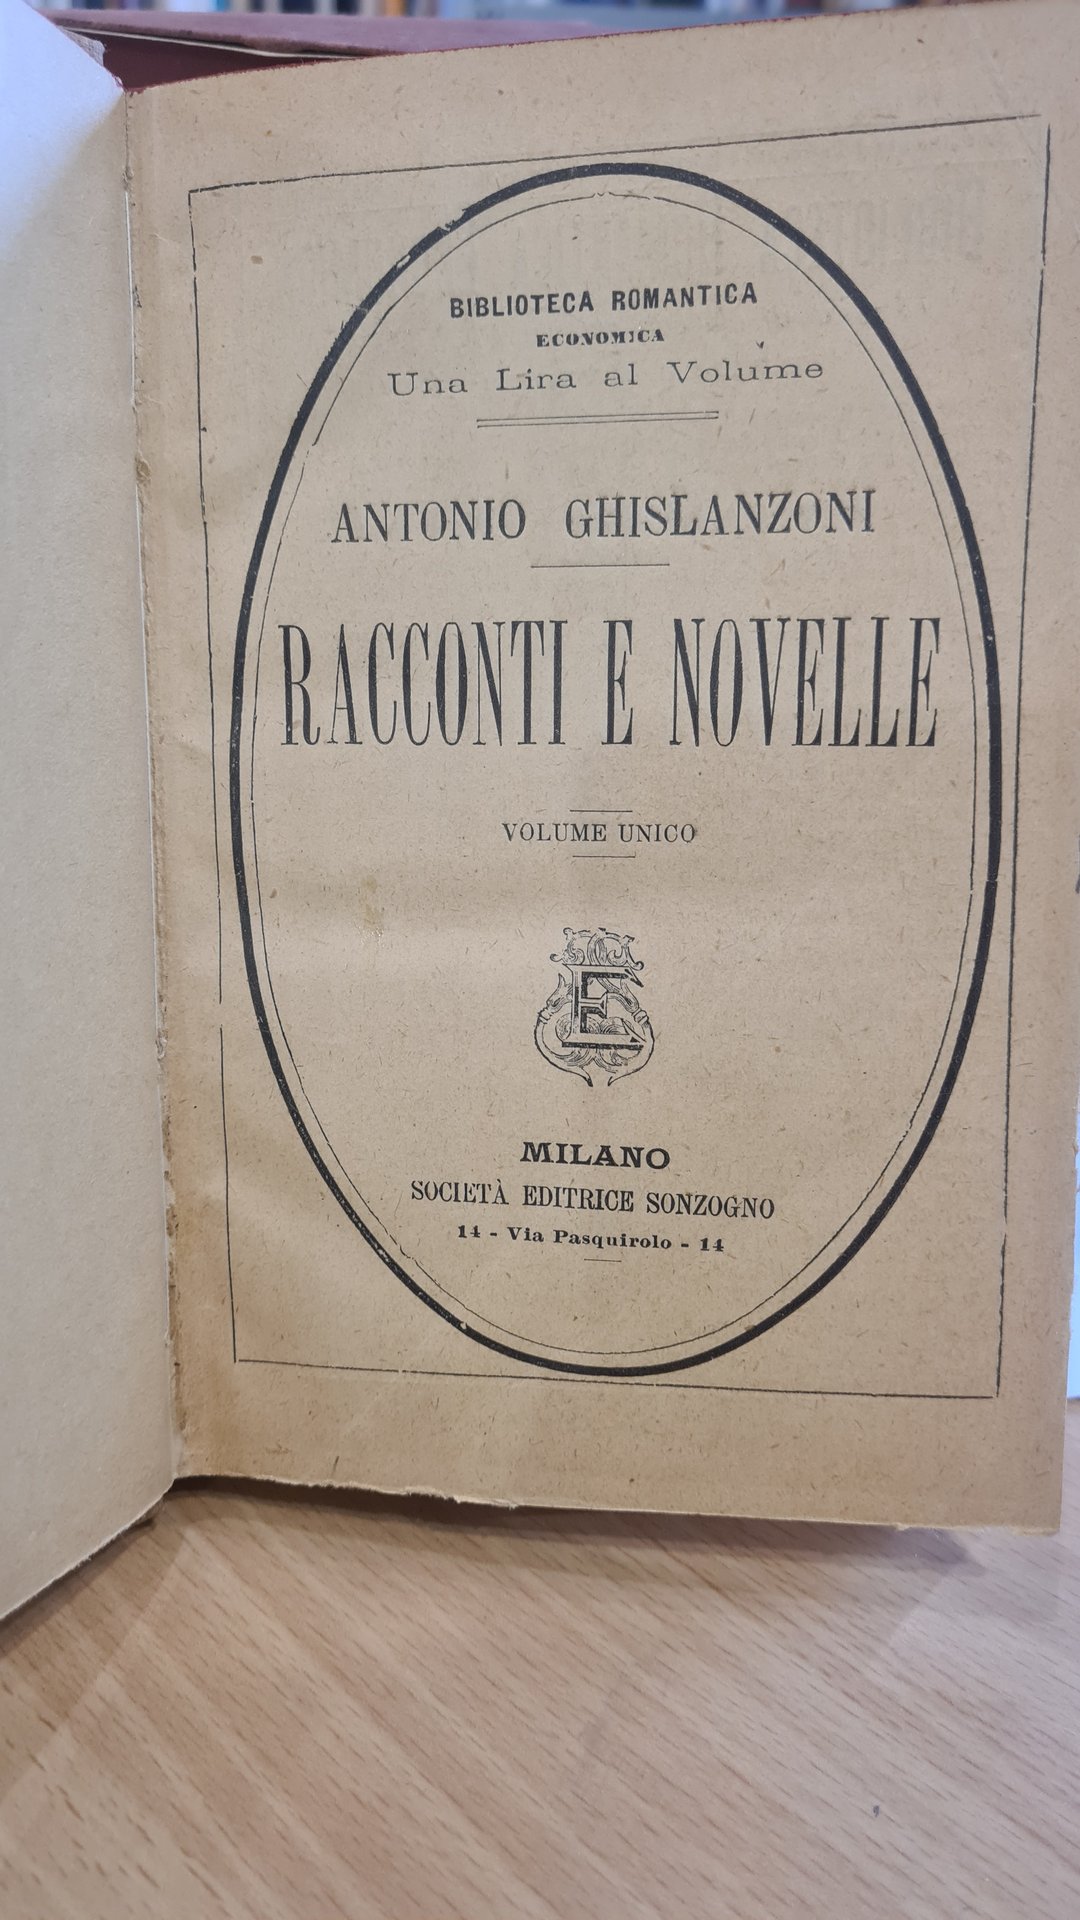 BIBLIOTECA ROMANTICA
ECONOMICA
Una Lira al Volume
ANTONIO GHISLANZONI
RACCONTI E NOVELLE
VOLUME UNICO
E
MILANO
SOCIETÀ EDITRICE SONZOGNO
14 - Via Pasquirolo - 14